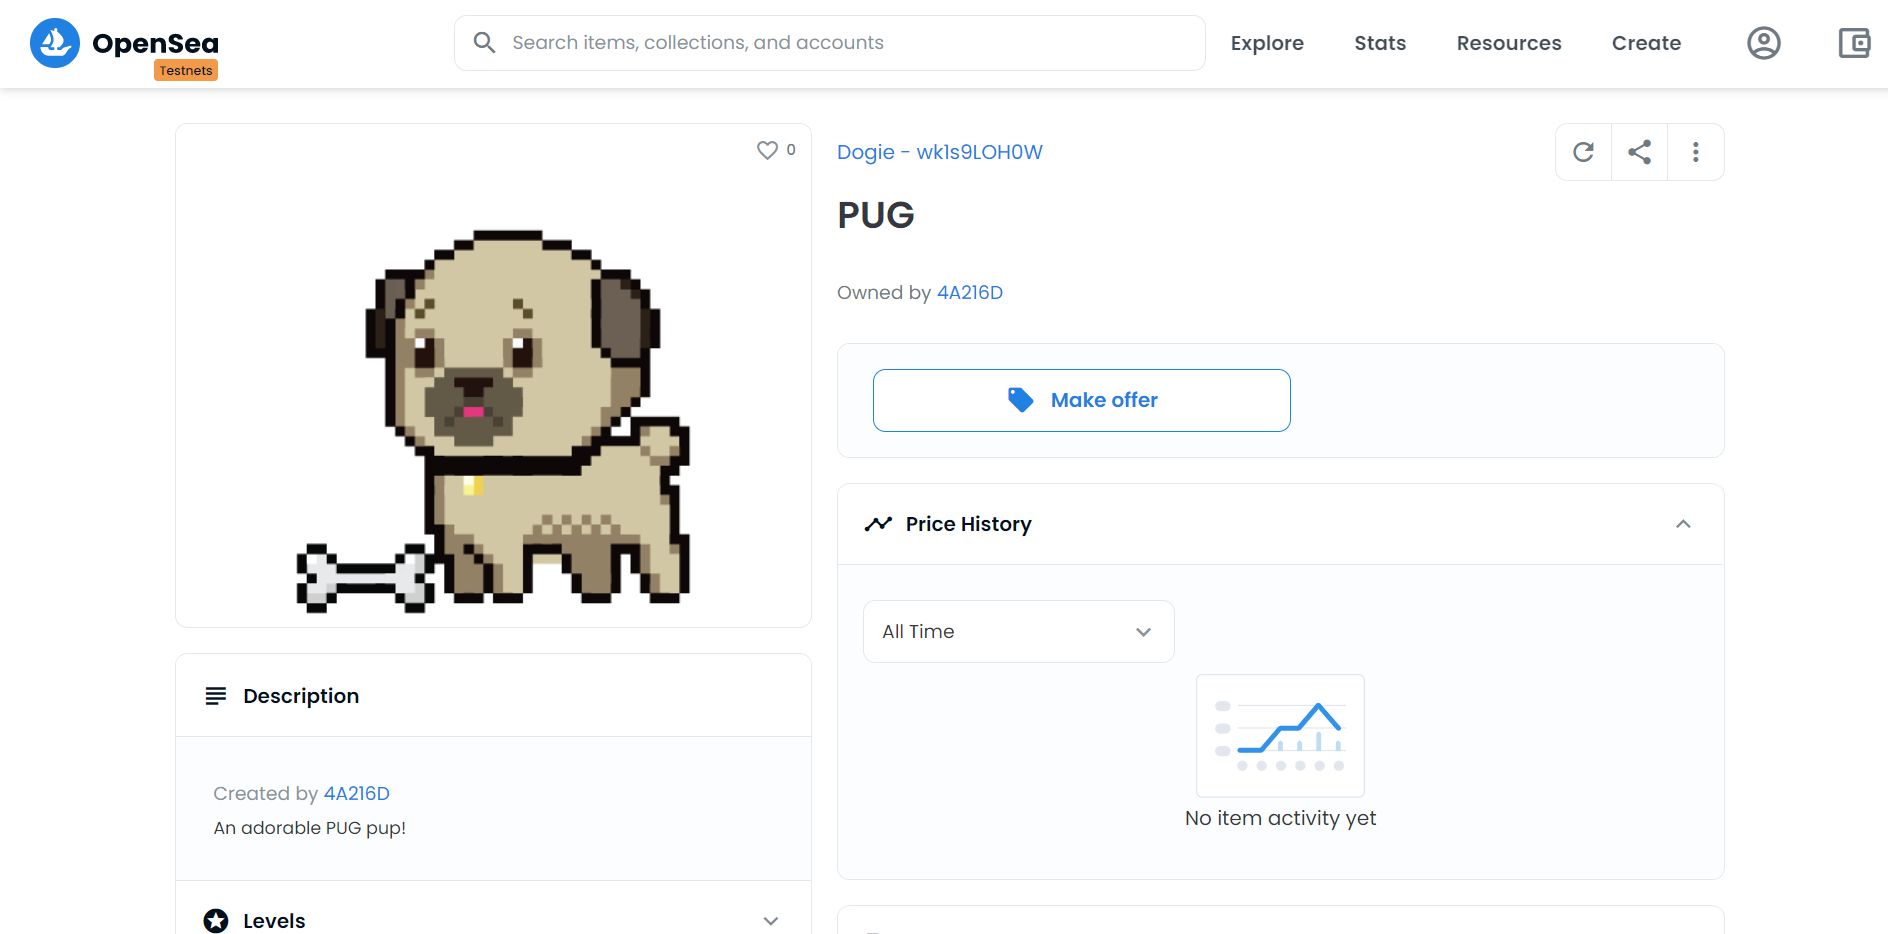 OpenSea
Testnets
Search items, collections, and accounts
Explore
Stats
Resources
Create
0
Dogie - wk1s9LOH0W
PUG
Owned by 4A216D
Make offer
Price History
All Time
No item activity yet
Description
Created by 4A216D
An adorable PUG pup!
Levels